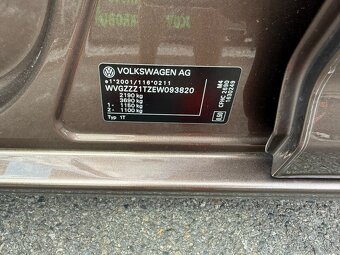 VOLKSWAGEN AG
e1*2001/116*0211
WVGZZZ1TZEW093820
2190 kg
3690 kg
1 - 1150 kg
2 - 1100 kg
Typ 1T
M4